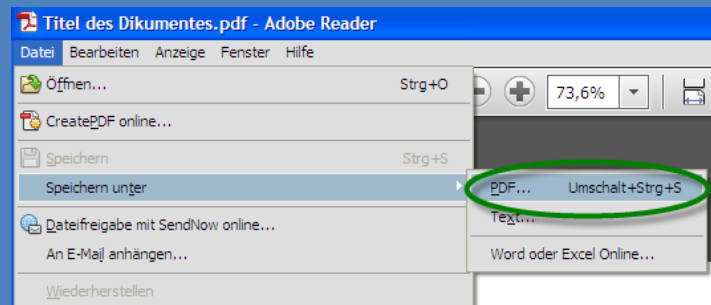 Titel des Dikumentes.pdf - Adobe Reader
Datei Bearbeiten Anzeige Fenster Hilfe
Öffnen... Strg+O
73,6%
CreatePDF online...
Speichern Strg+S
Speichern unter
PDF... Umschalt+Strg+S
Text...
Word oder Excel Online...
Dateifreigabe mit SendNow online...
An E-Mail anhängen...
Wiederherstellen